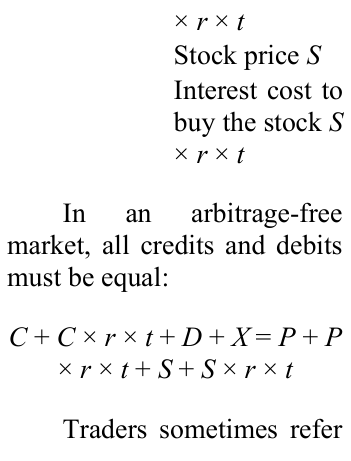 × r × t
Stock price S
Interest cost to
buy the stock S
× r × t
In an arbitrage-free
market, all credits and debits
must be equal:
C + C × r × t + D + X = P + P
× r × t + S + S × r × t
Traders sometimes refer